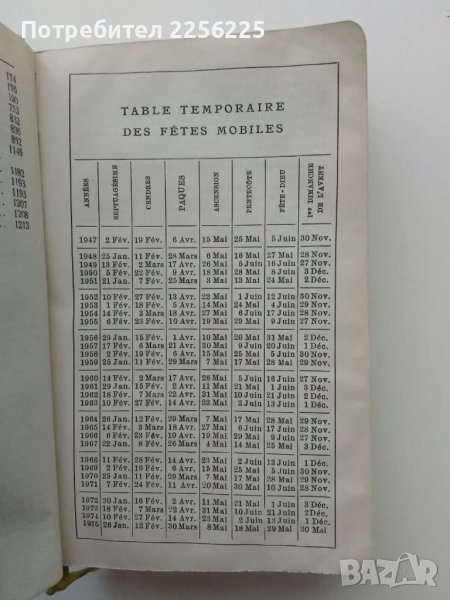 Потребител 2256225
174
176
190
753
832
836
852
1146
1183
1193
1193
1207
1208
1213
TABLE TEMPORAIRE
DES FÊTES MOBILES
ANNÉES SEPTUAGÉSIME CENDRES PAQUES ASCENSION PENTECÔTE FÊTE-DIEU 1er DIMANCHE DE L'AVENT
1947 2 Fév. 19 Fév. 6 Avr. 15 Mai 25 Mai 5 Juin 30 Nov.
1948 25 Jan. 11 Fév. 28 Mars 6 Mai 16 Mai 27 Mai 28 Nov.
1949 13 Fév. 2 Mars 17 Avr. 26 Mai 5 Juin 16 Juin 27 Nov.
1950 5 Fév. 22 Fév. 9 Avr. 18 Mai 28 Mai 8 Juin 3 Déc.
1951 21 Jan. 7 Fév. 25 Mars 3 Mai 13 Mai 24 Mai 2 Déc.
1952 10 Fév. 27 Fév. 13 Avr. 22 Mai 1 Juin 12 Juin 30 Nov.
1953 1 Fév. 18 Fév. 5 Avr. 14 Mai 24 Mai 4 Juin 29 Nov.
1954 14 Fév. 3 Mars 18 Avr. 27 Mai 6 Juin 17 Juin 28 Nov.
1955 6 Fév. 23 Fév. 10 Avr. 19 Mai 29 Mai 9 Juin 27 Nov.
1956 29 Jan. 15 Fév. 1 Avr. 10 Mai 20 Mai 31 Mai 2 Déc.
1957 17 Fév. 6 Mars 21 Avr. 30 Mai 9 Juin 20 Juin 1 Déc.
1958 2 Fév. 19 Fév. 6 Avr. 15 Mai 25 Mai 5 Juin 30 Nov.
1959 25 Jan. 11 Fév. 29 Mars 7 Mai 17 Mai 28 Mai 29 Nov.
1960 14 Fév. 2 Mars 17 Avr. 26 Mai 5 Juin 16 Juin 27 Nov.
1961 29 Jan. 15 Fév. 2 Avr. 11 Mai 21 Mai 1 Juin 3 Déc.
1962 18 Fév. 7 Mars 22 Avr. 31 Mai 10 Juin 21 Juin 2 Déc.
1963 10 Fév. 27 Fév. 14 Avr. 23 Mai 2 Juin 13 Juin 1 Déc.
1964 26 Jan. 12 Fév. 29 Mars 7 Mai 17 Mai 28 Mai 29 Nov.
1965 14 Fév. 3 Mars 18 Avr. 27 Mai 6 Juin 17 Juin 28 Nov.
1966 6 Fév. 23 Fév. 10 Avr. 19 Mai 29 Mai 9 Juin 27 Nov.
1967 22 Jan. 8 Fév. 26 Mars 4 Mai 14 Mai 25 Mai 3 Déc.
1968 11 Fév. 28 Fév. 14 Avr. 23 Mai 2 Juin 13 Juin 1 Déc.
1969 2 Fév. 19 Fév. 6 Avr. 15 Mai 25 Mai 5 Juin 30 Nov.
1970 25 Jan. 11 Fév. 29 Mars 7 Mai 17 Mai 28 Mai 29 Nov.
1971 7 Fév. 24 Fév. 11 Avr. 20 Mai 30 Mai 10 Juin 28 Nov.
1972 30 Jan. 16 Fév. 2 Avr. 11 Mai 21 Mai 1 Juin 3 Déc.
1973 18 Fév. 7 Mars 22 Avr. 31 Mai 10 Juin 21 Juin 2 Déc.
1974 10 Fév. 27 Fév. 14 Avr. 23 Mai 2 Juin 13 Juin 1 Déc.
1975 26 Jan. 12 Fév. 30 Mars 8 Mai 18 Mai 29 Mai 30 Mai
BAZAR.bg